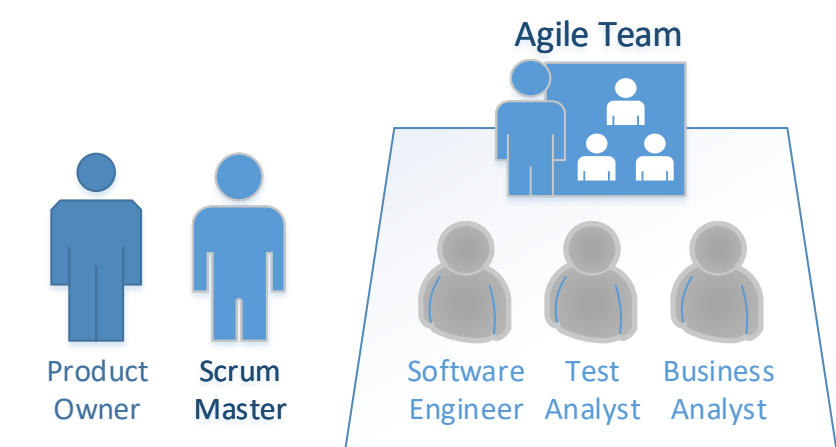 Agile Team
Product
Owner
Scrum
Master
Software
Engineer
Test
Analyst
Business
Analyst